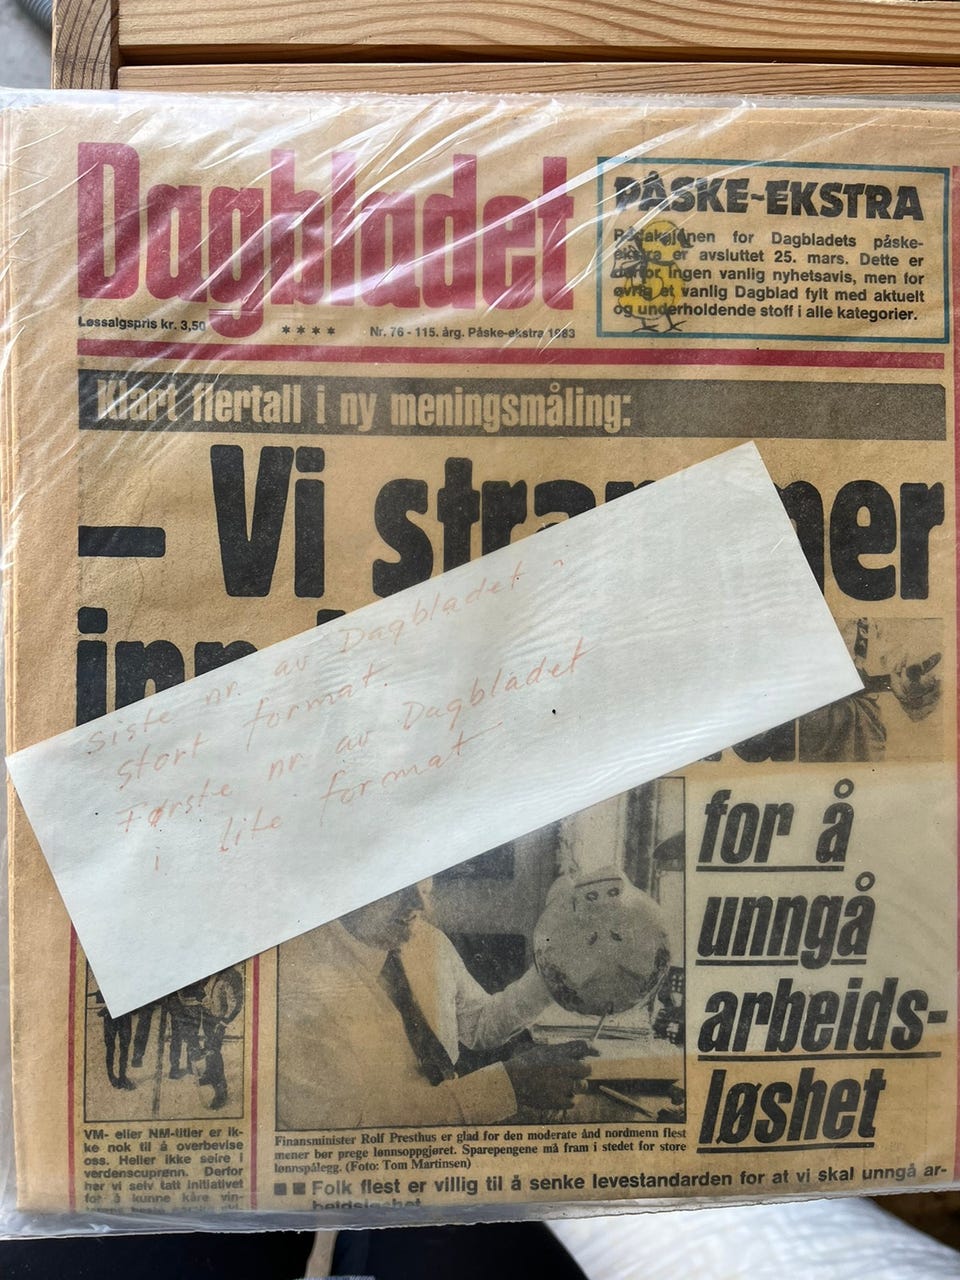 Dagbladet
Løssalgspris kr. 3,50
★★★★
Nr. 76 - 115. årg. Påske-ekstra 1983
PÅSKE-EKSTRA
Redaksjonen for Dagbladets påske-
ekstra er avsluttet 25. mars. Dette er
derfor ingen vanlig nyhetsavis, men for
øvrig et vanlig Dagblad fylt med aktuelt
og underholdende stoff i alle kategorier.
Klart flertall i ny meningsmåling:
– Vi strammer
inn
siste nr. av Dagbladet i
stort format.
Første nr. av Dagbladet
i lite format
for å
unngå
arbeids-
løshet
VM- eller NM-titler er ik-
ke nok til å overbevise
oss. Heller ikke seire i
verdenscuprenn. Derfor
har vi selv tatt initiativet
for å kunne kåre vin-
Finansminister Rolf Presthus er glad for den moderate ånd nordmenn flest
mener bør prege lønnsoppgjøret. Sparepengene må fram i stedet for store
lønnspålegg. (Foto: Tom Martinsen)
■■ Folk flest er villig til å senke levestandarden for at vi skal unngå ar-
beidsløshet